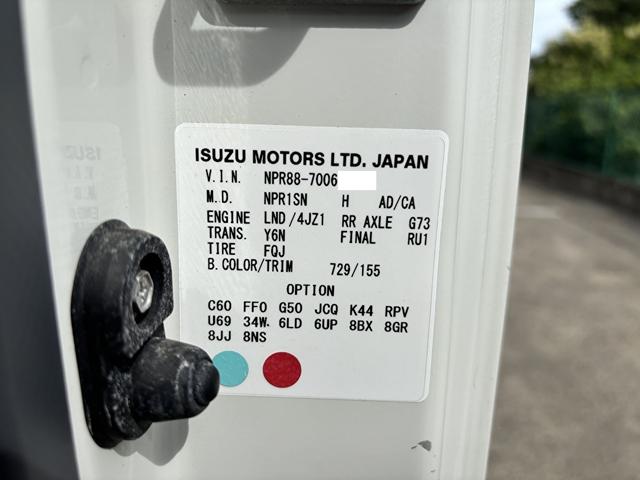 ISUZU MOTORS LTD. JAPAN
V.I.N. NPR88-7006
M.D. NPR1SN H AD/CA
ENGINE LND/4JZ1 RR AXLE G73
TRANS. Y6N FINAL RU1
TIRE FQJ
B.COLOR/TRIM 729/155
OPTION
C60 FF0 G50 JCQ K44 RPV
U69 34W 6LD 6UP 8BX 8GR
8JJ 8NS